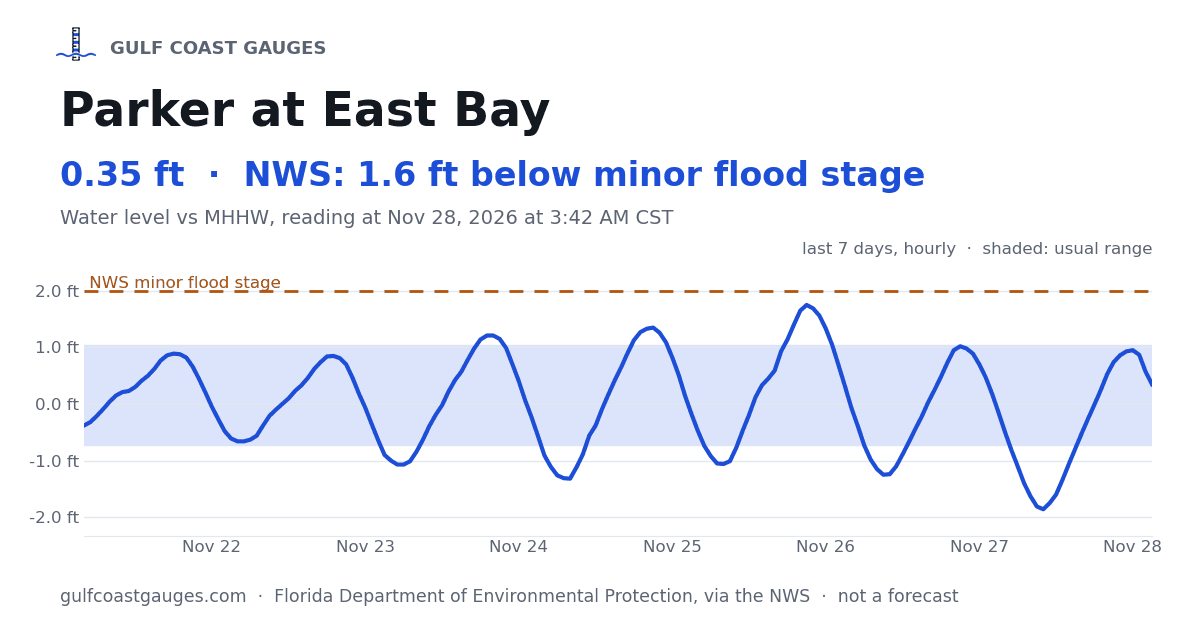 GULF COAST GAUGES
Parker at East Bay
0.35 ft · NWS: 1.6 ft below minor flood stage
Water level vs MHHW, reading at Nov 28, 2026 at 3:42 AM CST
last 7 days, hourly · shaded: usual range
NWS minor flood stage
2.0 ft
1.0 ft
0.0 ft
-1.0 ft
-2.0 ft
Nov 22 Nov 23 Nov 24 Nov 25 Nov 26 Nov 27 Nov 28
gulfcoastgauges.com · Florida Department of Environmental Protection, via the NWS · not a forecast